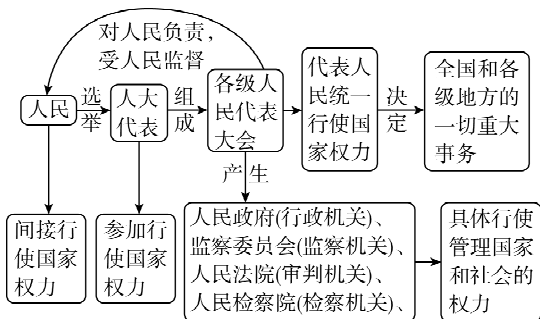 对人民负责，
受人民监督
人民
选
举
人大
代表
组
成
各级人
民代表
大会
代表人
民统一
行使国
家权力
决
定
全国和各
级地方的
一切重大
事务
产生
间接行
使国家
权力
参加行
使国家
权力
人民政府(行政机关)、
监察委员会(监察机关)、
人民法院(审判机关)、
人民检察院(检察机关)、
具体行使
管理国家
和社会的
权力